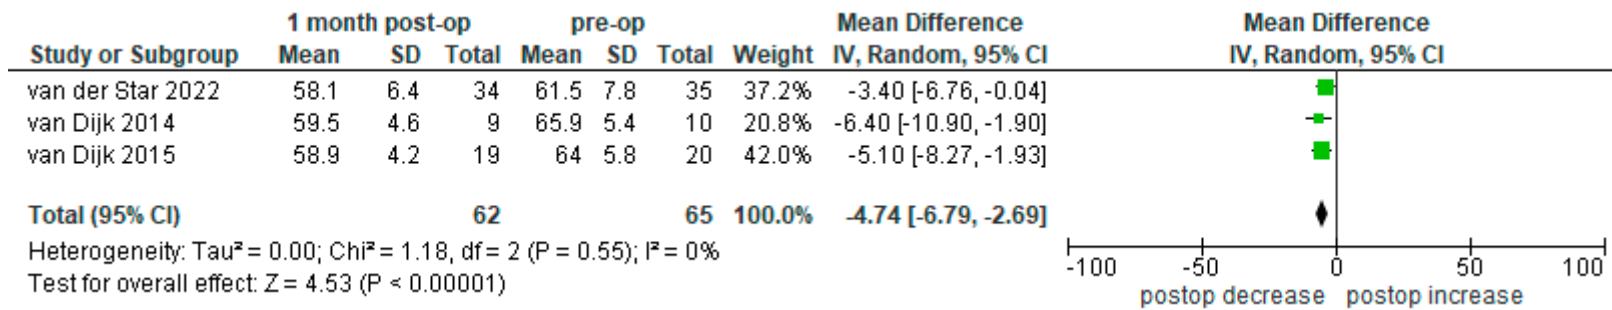 1 month post-op pre-op Mean Difference Mean Difference
Study or Subgroup Mean SD Total Mean SD Total Weight IV, Random, 95% CI IV, Random, 95% CI
van der Star 2022 58.1 6.4 34 61.5 7.8 35 37.2% -3.40 [-6.76, -0.04]
van Dijk 2014 59.5 4.6 9 65.9 5.4 10 20.8% -6.40 [-10.90, -1.90]
van Dijk 2015 58.9 4.2 19 64 5.8 20 42.0% -5.10 [-8.27, -1.93]
Total (95% CI) 62 65 100.0% -4.74 [-6.79, -2.69]
Heterogeneity: Tau² = 0.00; Chi² = 1.18, df = 2 (P = 0.55); I² = 0%
Test for overall effect: Z = 4.53 (P < 0.00001)
-100 -50 0 50 100
postop decrease postop increase